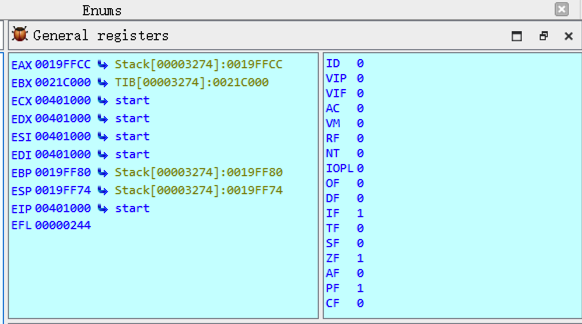 Enums
General registers
EAX 0019FFCC ↳ Stack[00003274]:0019FFCC
EBX 0021C000 ↳ TIB[00003274]:0021C000
ECX 00401000 ↳ start
EDX 00401000 ↳ start
ESI 00401000 ↳ start
EDI 00401000 ↳ start
EBP 0019FF80 ↳ Stack[00003274]:0019FF80
ESP 0019FF74 ↳ Stack[00003274]:0019FF74
EIP 00401000 ↳ start
EFL 00000244
ID 0
VIP 0
VIF 0
AC 0
VM 0
RF 0
NT 0
IOPL 0
OF 0
DF 0
IF 1
TF 0
SF 0
ZF 1
AF 0
PF 1
CF 0